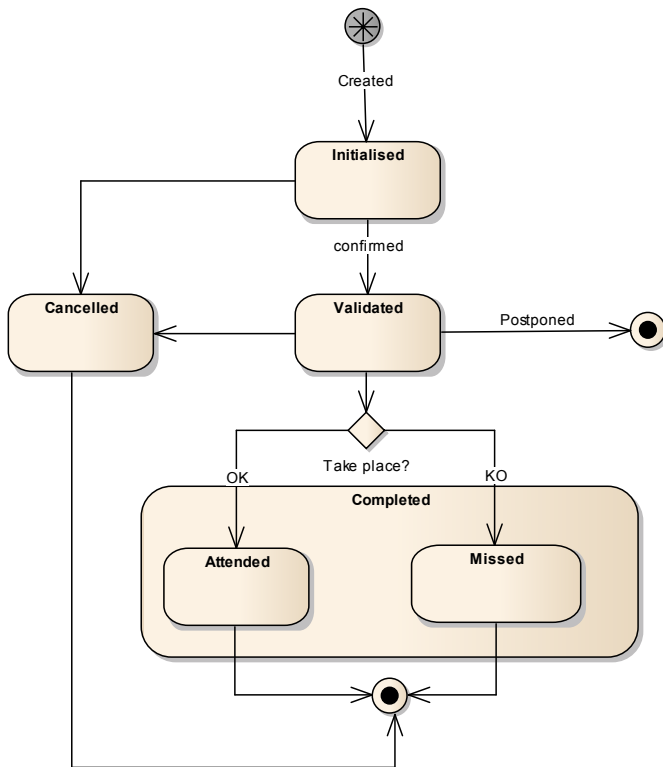 Created
Initialised
confirmed
Cancelled
Validated
Postponed
Take place?
OK
KO
Completed
Attended
Missed